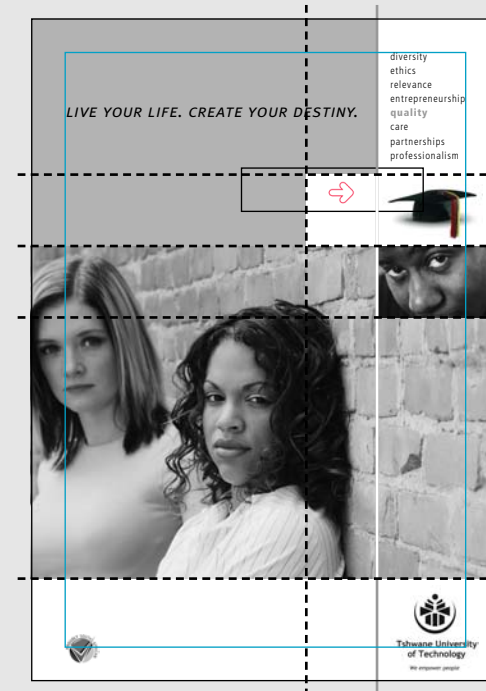 LIVE YOUR LIFE. CREATE YOUR DESTINY.
diversity
ethics
relevance
entrepreneurship
quality
care
partnerships
professionalism
Tshwane University
of Technology
We empower people